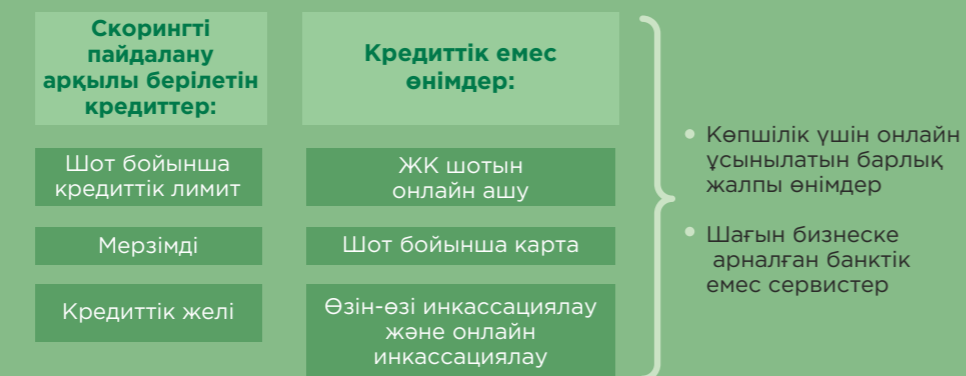 Скорингті
пайдалану
арқылы берілетін
кредиттер:
Шот бойынша
кредиттік лимит
Мерзімді
Кредиттік желі
Кредиттік емес
өнімдер:
ЖК шотын
онлайн ашу
Шот бойынша карта
Өзін-өзі инкассациялау
және онлайн
инкассациялау
• Көпшілік үшін онлайн
ұсынылатын барлық
жалпы өнімдер
• Шағын бизнеске
арналған банктік
емес сервистер